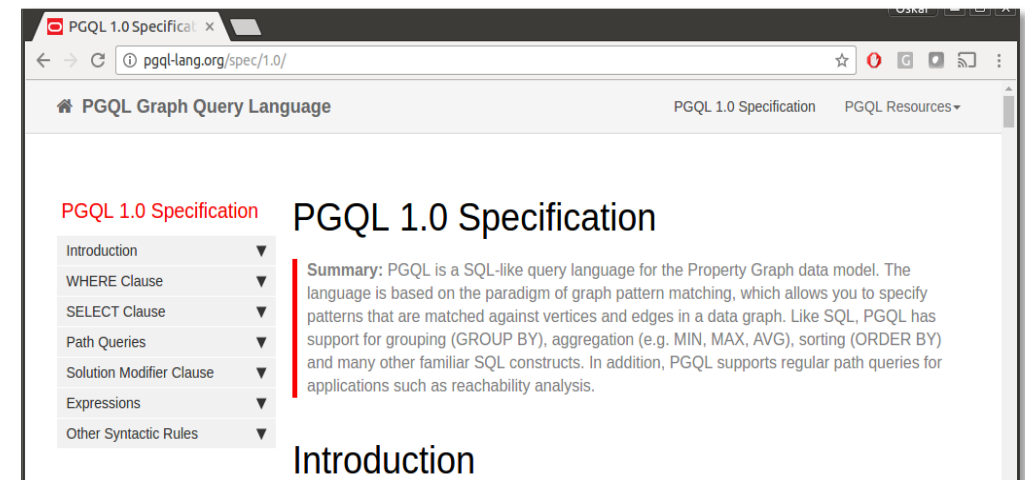 Oskar
PGQL 1.0 Specificat ×
pgql-lang.org/spec/1.0/
G
PGQL Graph Query Language PGQL 1.0 Specification PGQL Resources
PGQL 1.0 Specification
Introduction
WHERE Clause
SELECT Clause
Path Queries
Solution Modifier Clause
Expressions
Other Syntactic Rules
PGQL 1.0 Specification
Summary: PGQL is a SQL-like query language for the Property Graph data model. The
language is based on the paradigm of graph pattern matching, which allows you to specify
patterns that are matched against vertices and edges in a data graph. Like SQL, PGQL has
support for grouping (GROUP BY), aggregation (e.g. MIN, MAX, AVG), sorting (ORDER BY)
and many other familiar SQL constructs. In addition, PGQL supports regular path queries for
applications such as reachability analysis.
Introduction